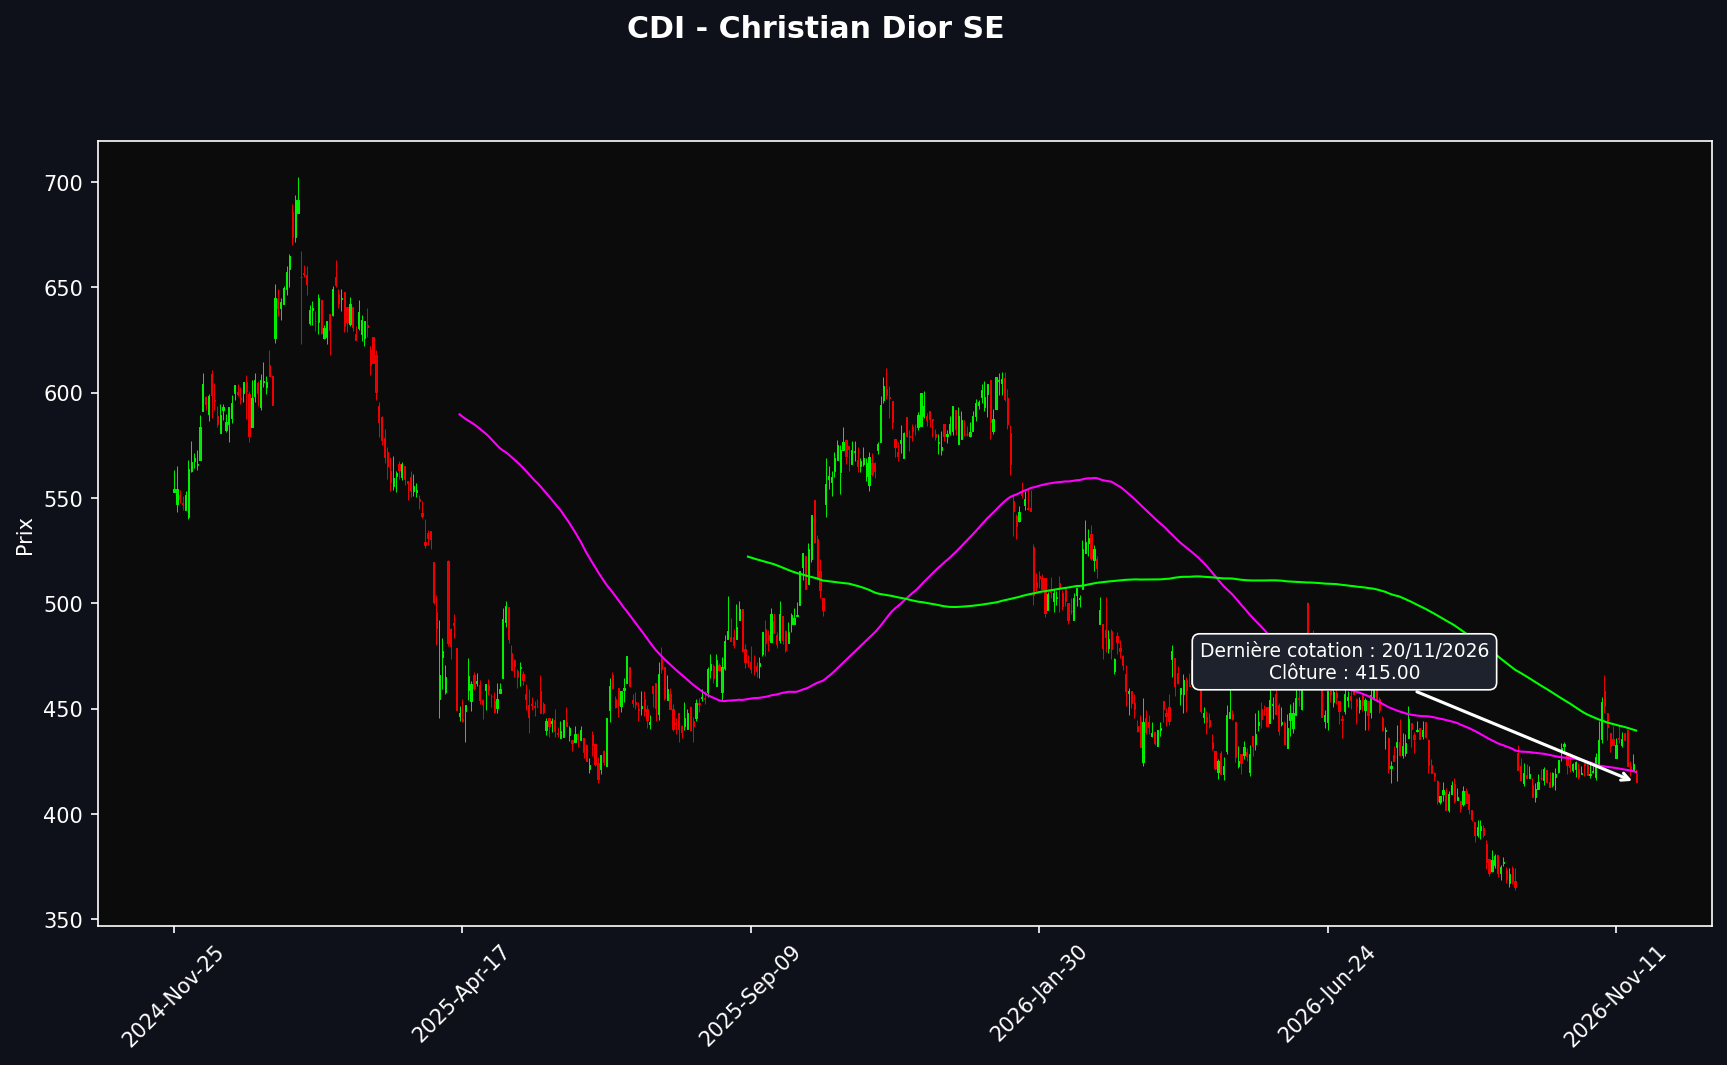 CDI - Christian Dior SE
Prix
700
650
600
550
500
450
400
350
Dernière cotation : 20/11/2026
Clôture : 415.00
2024-Nov-25
2025-Apr-17
2025-Sep-09
2026-Jan-30
2026-Jun-24
2026-Nov-11